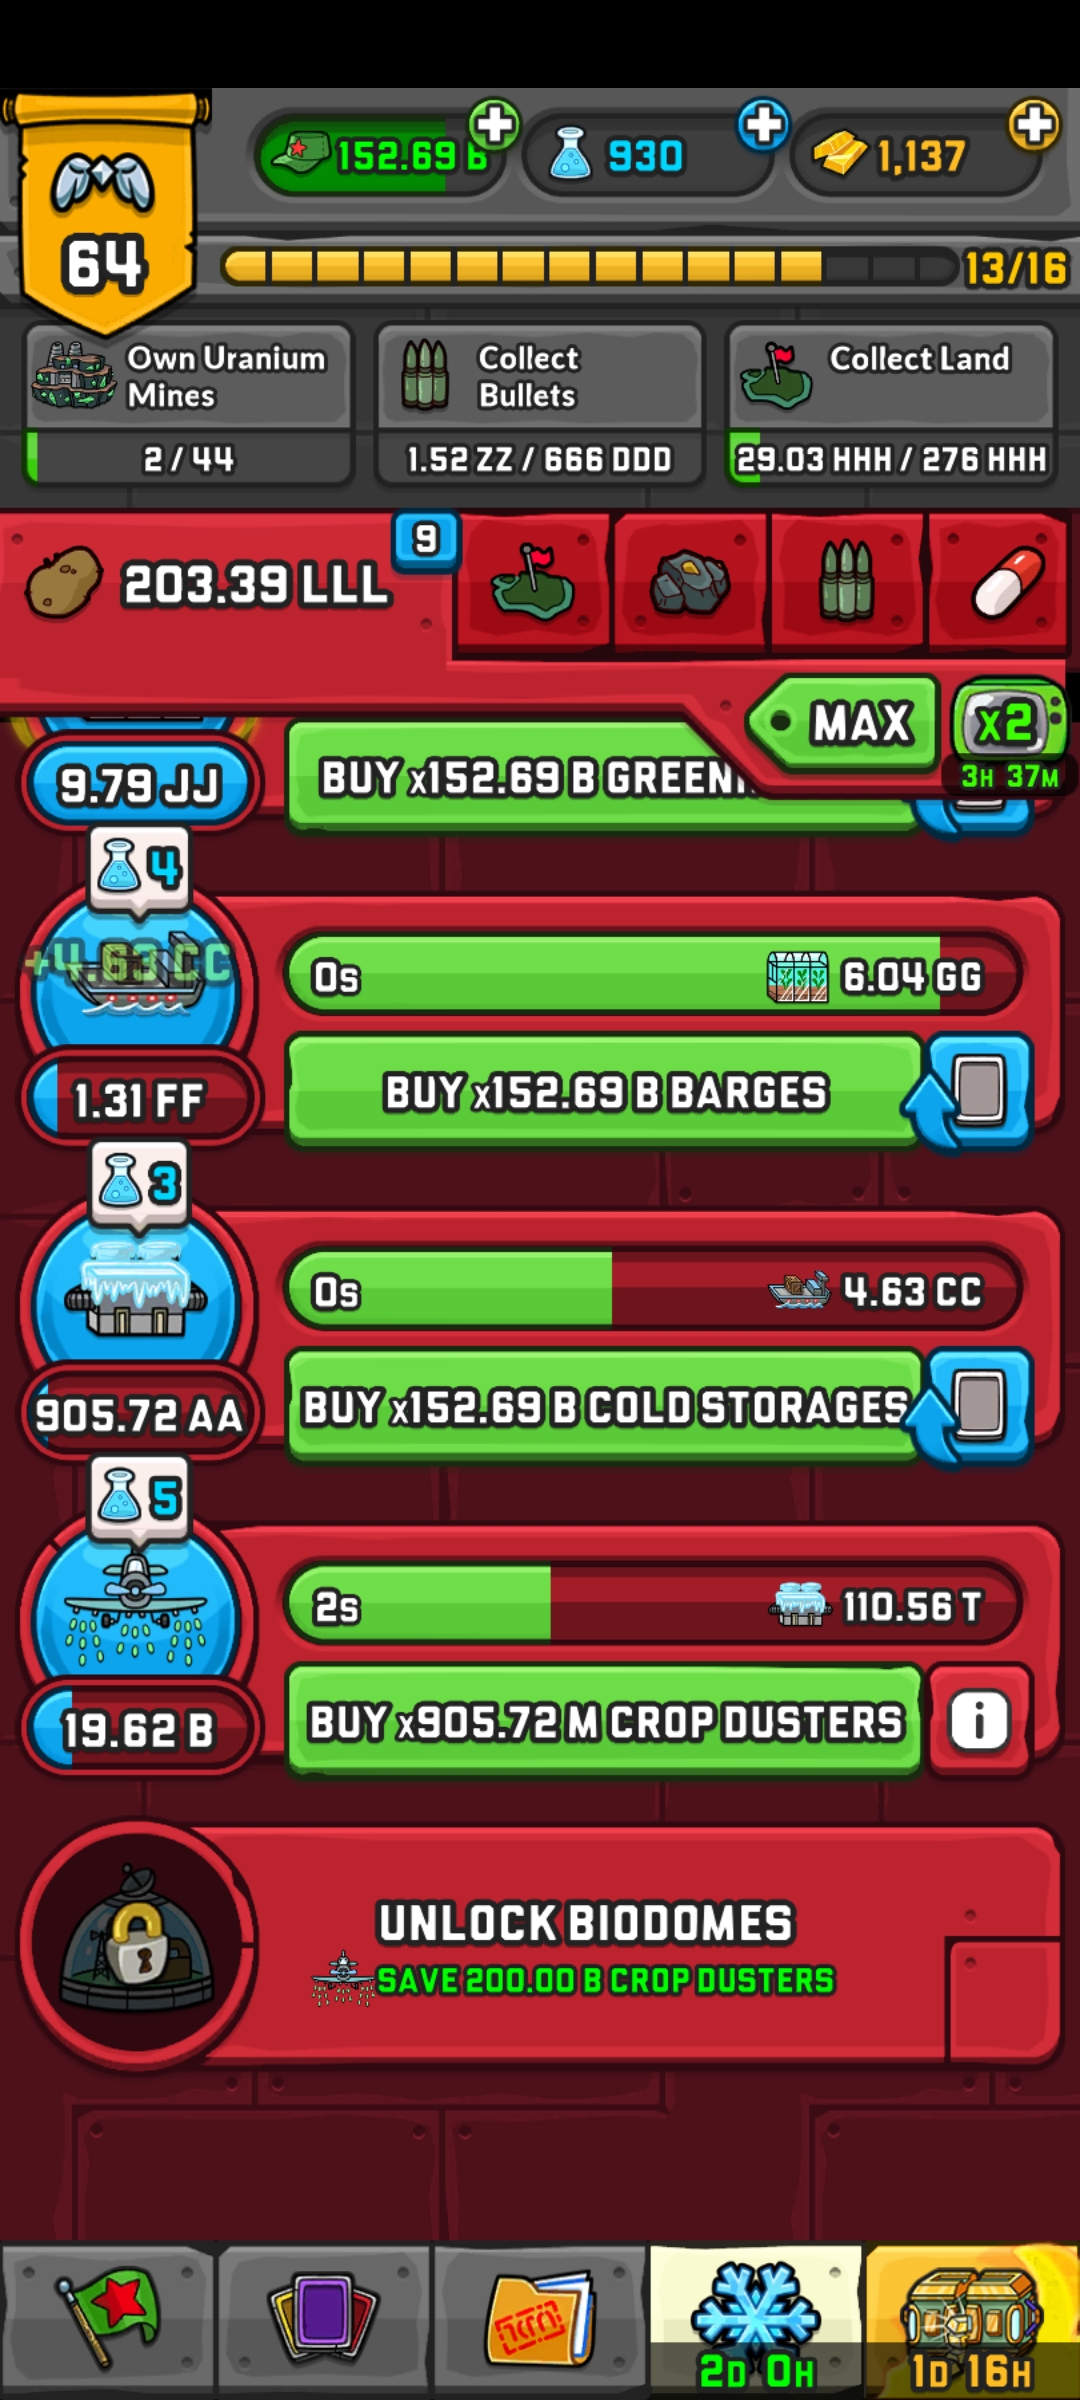 152.69 B
930
1,137
64
13/16
Own Uranium
Mines
2 / 44
Collect
Bullets
1.52 ZZ / 666 DDD
Collect Land
29.03 HHH / 276 HHH
203.39 LLL
9
MAX
x2
3H 37M
9.79 JJ
BUY x152.69 B
4
+4.63 CC
0s
6.04 GG
1.31 FF
BUY x152.69 B BARGES
3
0s
4.63 CC
905.72 AA
BUY x152.69 B COLD STORAGES
5
2s
110.56 T
19.62 B
BUY x905.72 M CROP DUSTERS
i
UNLOCK BIODOMES
SAVE 200.00 B CROP DUSTERS
2D 0H
1D 16H